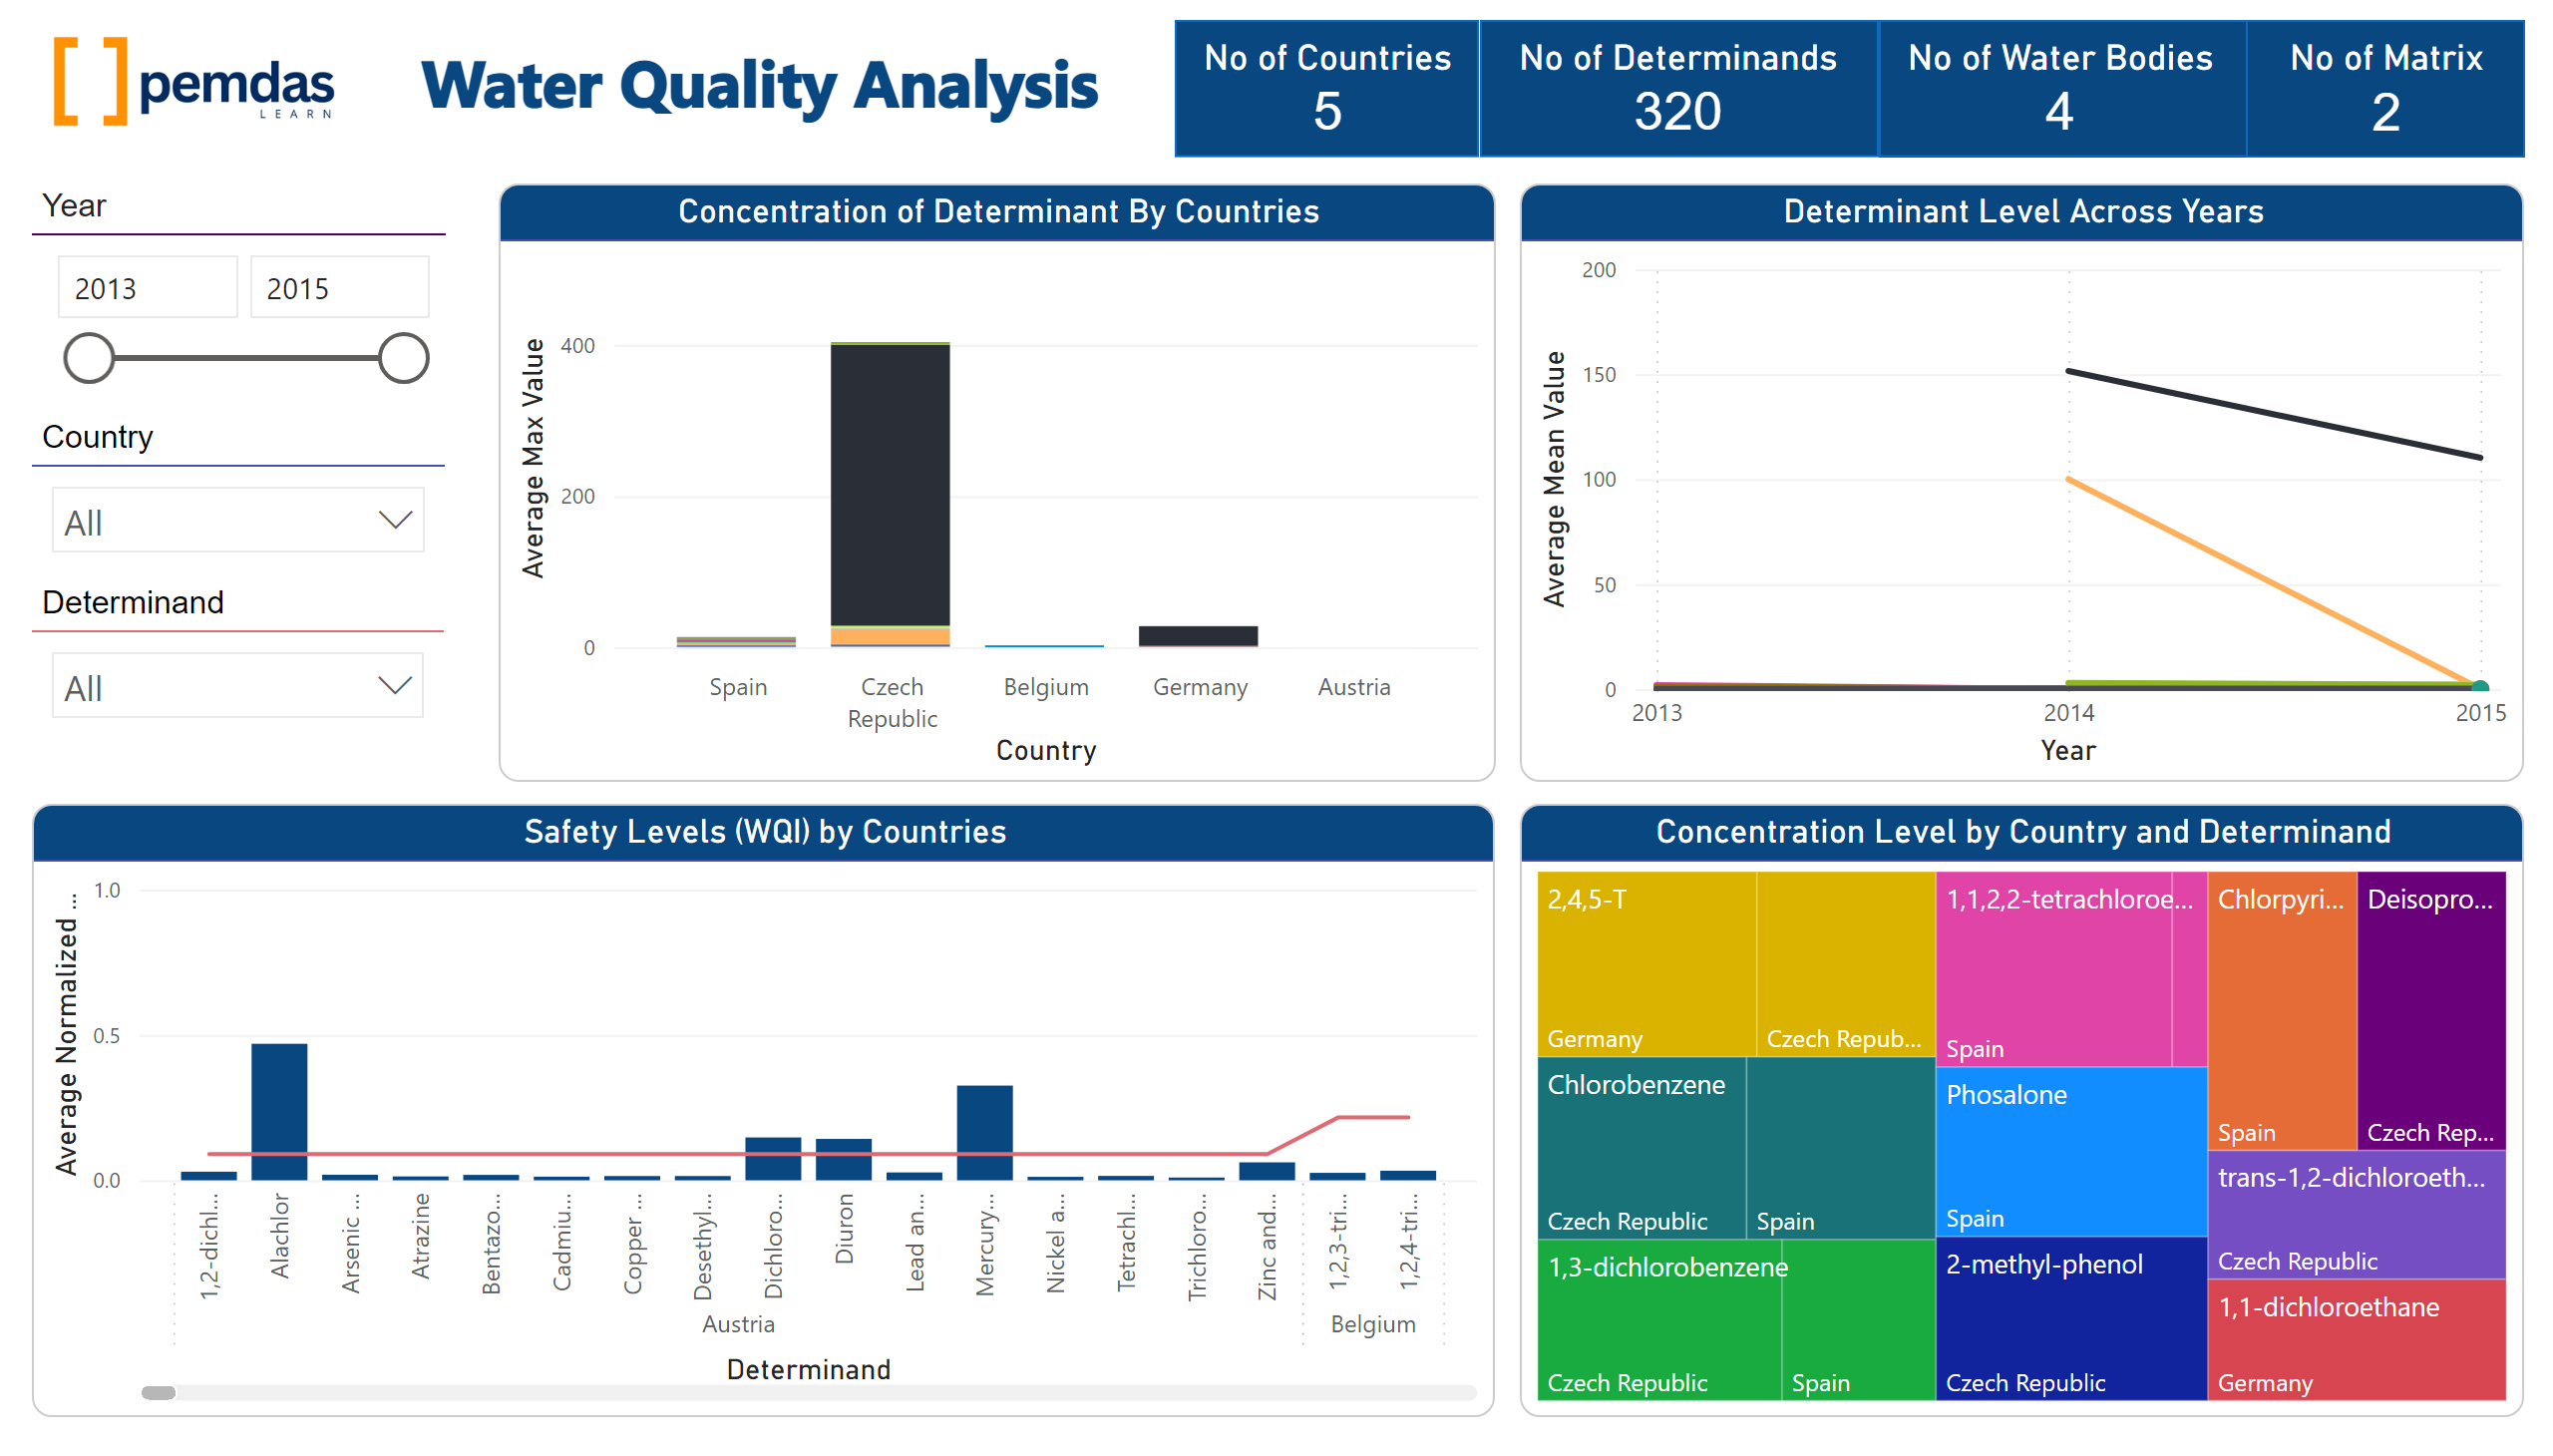 [ ] pemdas
LEARN
Water Quality Analysis
No of Countries
5
No of Determinands
320
No of Water Bodies
4
No of Matrix
2
Year
2013
2015
Country
All
Determinand
All
Concentration of Determinant By Countries
Average Max Value
400
200
0
Spain
Czech
Republic
Belgium
Germany
Austria
Country
Determinant Level Across Years
Average Mean Value
200
150
100
50
0
2013
2014
2015
Year
Safety Levels (WQI) by Countries
Average Normalized ...
1.0
0.5
0.0
1,2-dichl...
Alachlor
Arsenic ...
Atrazine
Bentazo...
Cadmiu...
Copper ...
Desethyl...
Dichloro...
Diuron
Lead an...
Mercury...
Nickel a...
Tetrachl...
Trichloro...
Zinc and...
1,2,3-tri...
1,2,4-tri...
Austria
Belgium
Determinand
Concentration Level by Country and Determinand
2,4,5-T
Germany
Czech Repub...
Chlorobenzene
Czech Republic
Spain
1,3-dichlorobenzene
Czech Republic
Spain
1,1,2,2-tetrachloroe...
Spain
Phosalone
Spain
2-methyl-phenol
Czech Republic
Chlorpyri...
Spain
Deisopro...
Czech Rep...
trans-1,2-dichloroeth...
Czech Republic
1,1-dichloroethane
Germany